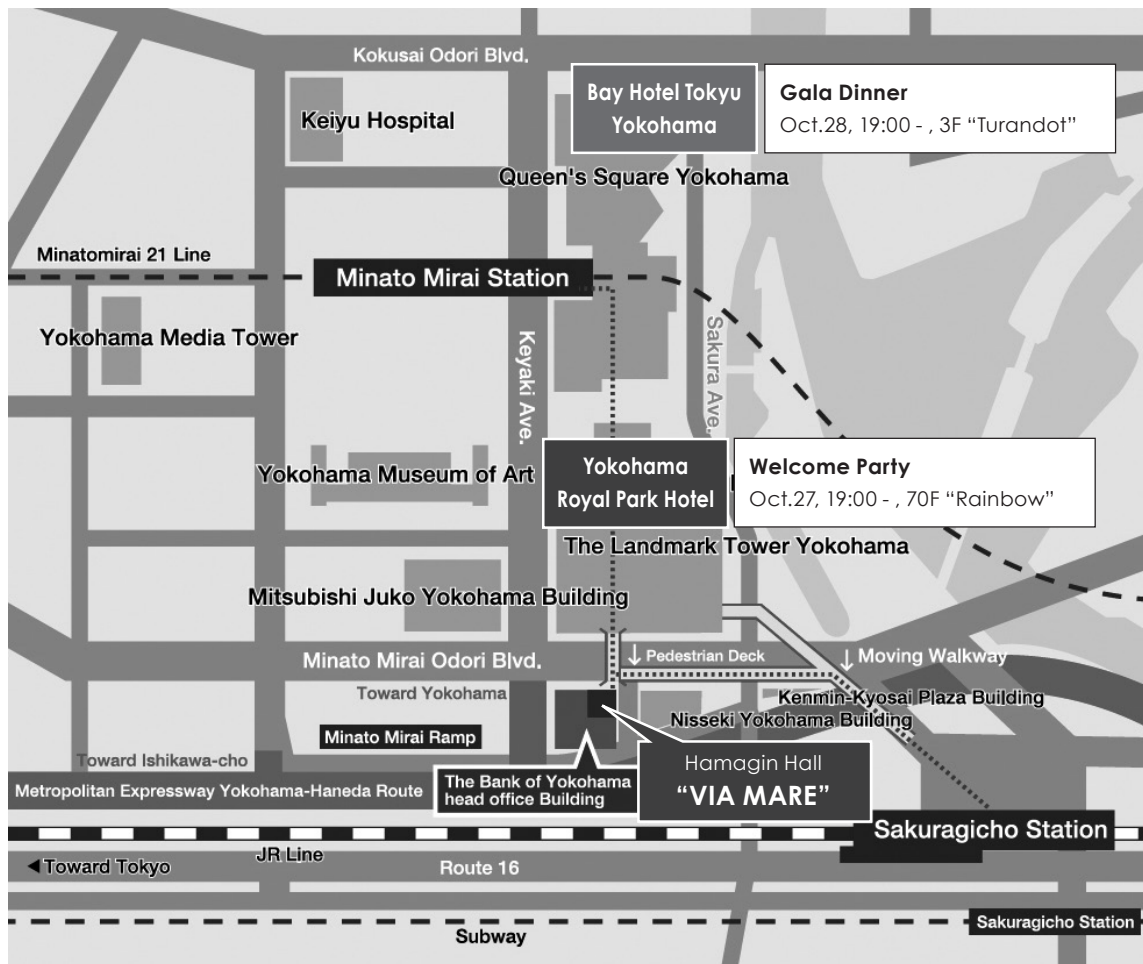 Kokusai Odori Blvd.
Bay Hotel Tokyu
Yokohama
Gala Dinner
Oct.28, 19:00 - , 3F “Turandot”
Keiyu Hospital
Queen's Square Yokohama
Minatomirai 21 Line
Minato Mirai Station
Yokohama Media Tower
Keyaki Ave.
Sakura Ave.
Yokohama Museum of Art
Yokohama
Royal Park Hotel
Welcome Party
Oct.27, 19:00 - , 70F “Rainbow”
The Landmark Tower Yokohama
Mitsubishi Juko Yokohama Building
Minato Mirai Odori Blvd.
↓ Pedestrian Deck
↓ Moving Walkway
Toward Yokohama
Kenmin-Kyosai Plaza Building
Nisseki Yokohama Building
Minato Mirai Ramp
Toward Ishikawa-cho
Metropolitan Expressway Yokohama-Haneda Route
The Bank of Yokohama
head office Building
Hamagin Hall
“VIA MARE”
Sakuragicho Station
JR Line
◀Toward Tokyo
Route 16
Sakuragicho Station
Subway